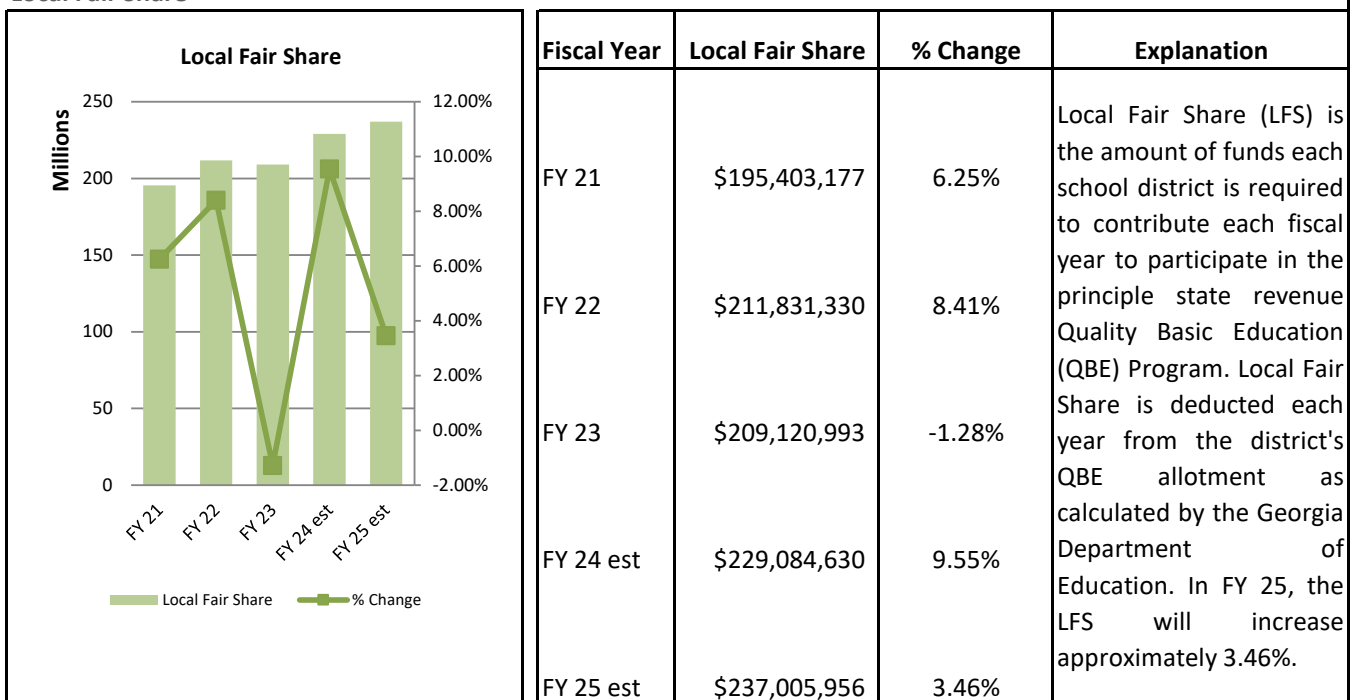 Local Fair Share
Local Fair Share
Millions
250
200
150
100
50
0
12.00%
10.00%
8.00%
6.00%
4.00%
2.00%
0.00%
-2.00%
FY 21
FY 22
FY 23
FY 24 est
FY 25 est
Local Fair Share
% Change
Fiscal Year Local Fair Share % Change Explanation
FY 21 $195,403,177 6.25%
FY 22 $211,831,330 8.41%
FY 23 $209,120,993 -1.28%
FY 24 est $229,084,630 9.55%
FY 25 est $237,005,956 3.46%
Local Fair Share (LFS) is
the amount of funds each
school district is required
to contribute each fiscal
year to participate in the
principle state revenue
Quality Basic Education
(QBE) Program. Local Fair
Share is deducted each
year from the district's
QBE allotment as
calculated by the Georgia
Department of
Education. In FY 25, the
LFS will increase
approximately 3.46%.